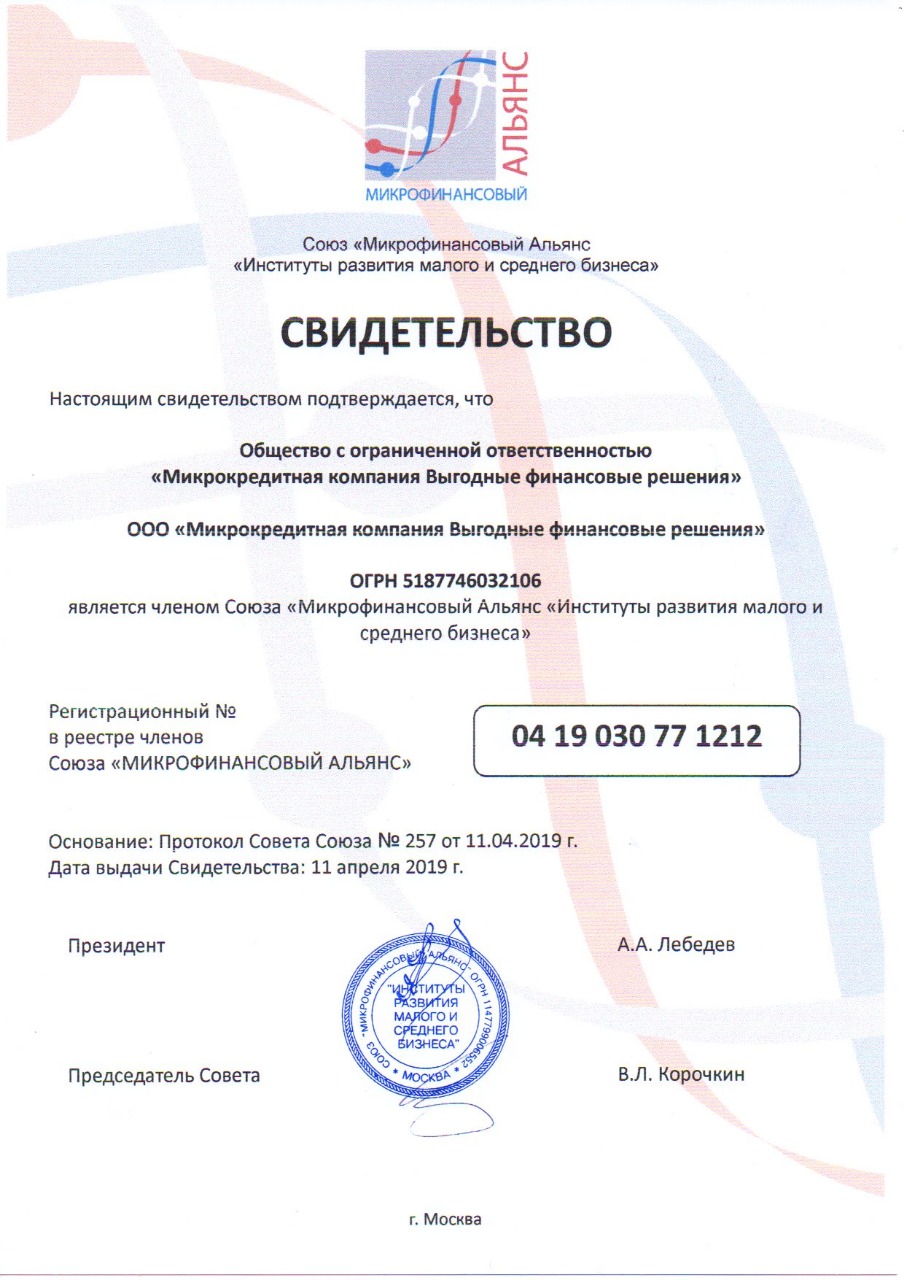 АЛЬЯНС
МИКРОФИНАНСОВЫЙ
Союз «Микрофинансовый Альянс
«Институты развития малого и среднего бизнеса»
СВИДЕТЕЛЬСТВО
Настоящим свидетельством подтверждается, что
Общество с ограниченной ответственностью
«Микрокредитная компания Выгодные финансовые решения»
ООО «Микрокредитная компания Выгодные финансовые решения»
ОГРН 5187746032106
является членом Союза «Микрофинансовый Альянс «Институты развития малого и
среднего бизнеса»
Регистрационный №
в реестре членов
Союза «МИКРОФИНАНСОВЫЙ АЛЬЯНС»
04 19 030 77 1212
Основание: Протокол Совета Союза № 257 от 11.04.2019 г.
Дата выдачи Свидетельства: 11 апреля 2019 г.
Президент
А.А. Лебедев
СОЮЗ "МИКРОФИНАНСОВЫЙ АЛЬЯНС" ОГРН 1147799006552
"ИНСТИТУТЫ
РАЗВИТИЯ
МАЛОГО И
СРЕДНЕГО
БИЗНЕСА"
* МОСКВА *
Председатель Совета
В.Л. Корочкин
г. Москва